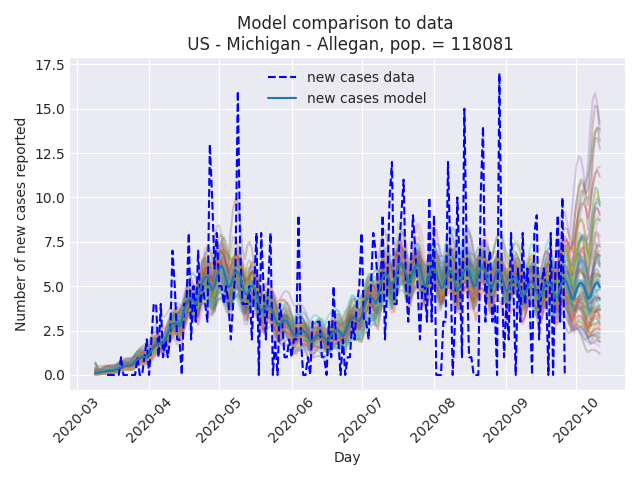 Model comparison to data
US - Michigan - Allegan, pop. = 118081
new cases data
new cases model
Number of new cases reported
17.5
15.0
12.5
10.0
7.5
5.0
2.5
0.0
2020-03
2020-04
2020-05
2020-06
2020-07
2020-08
2020-09
2020-10
Day